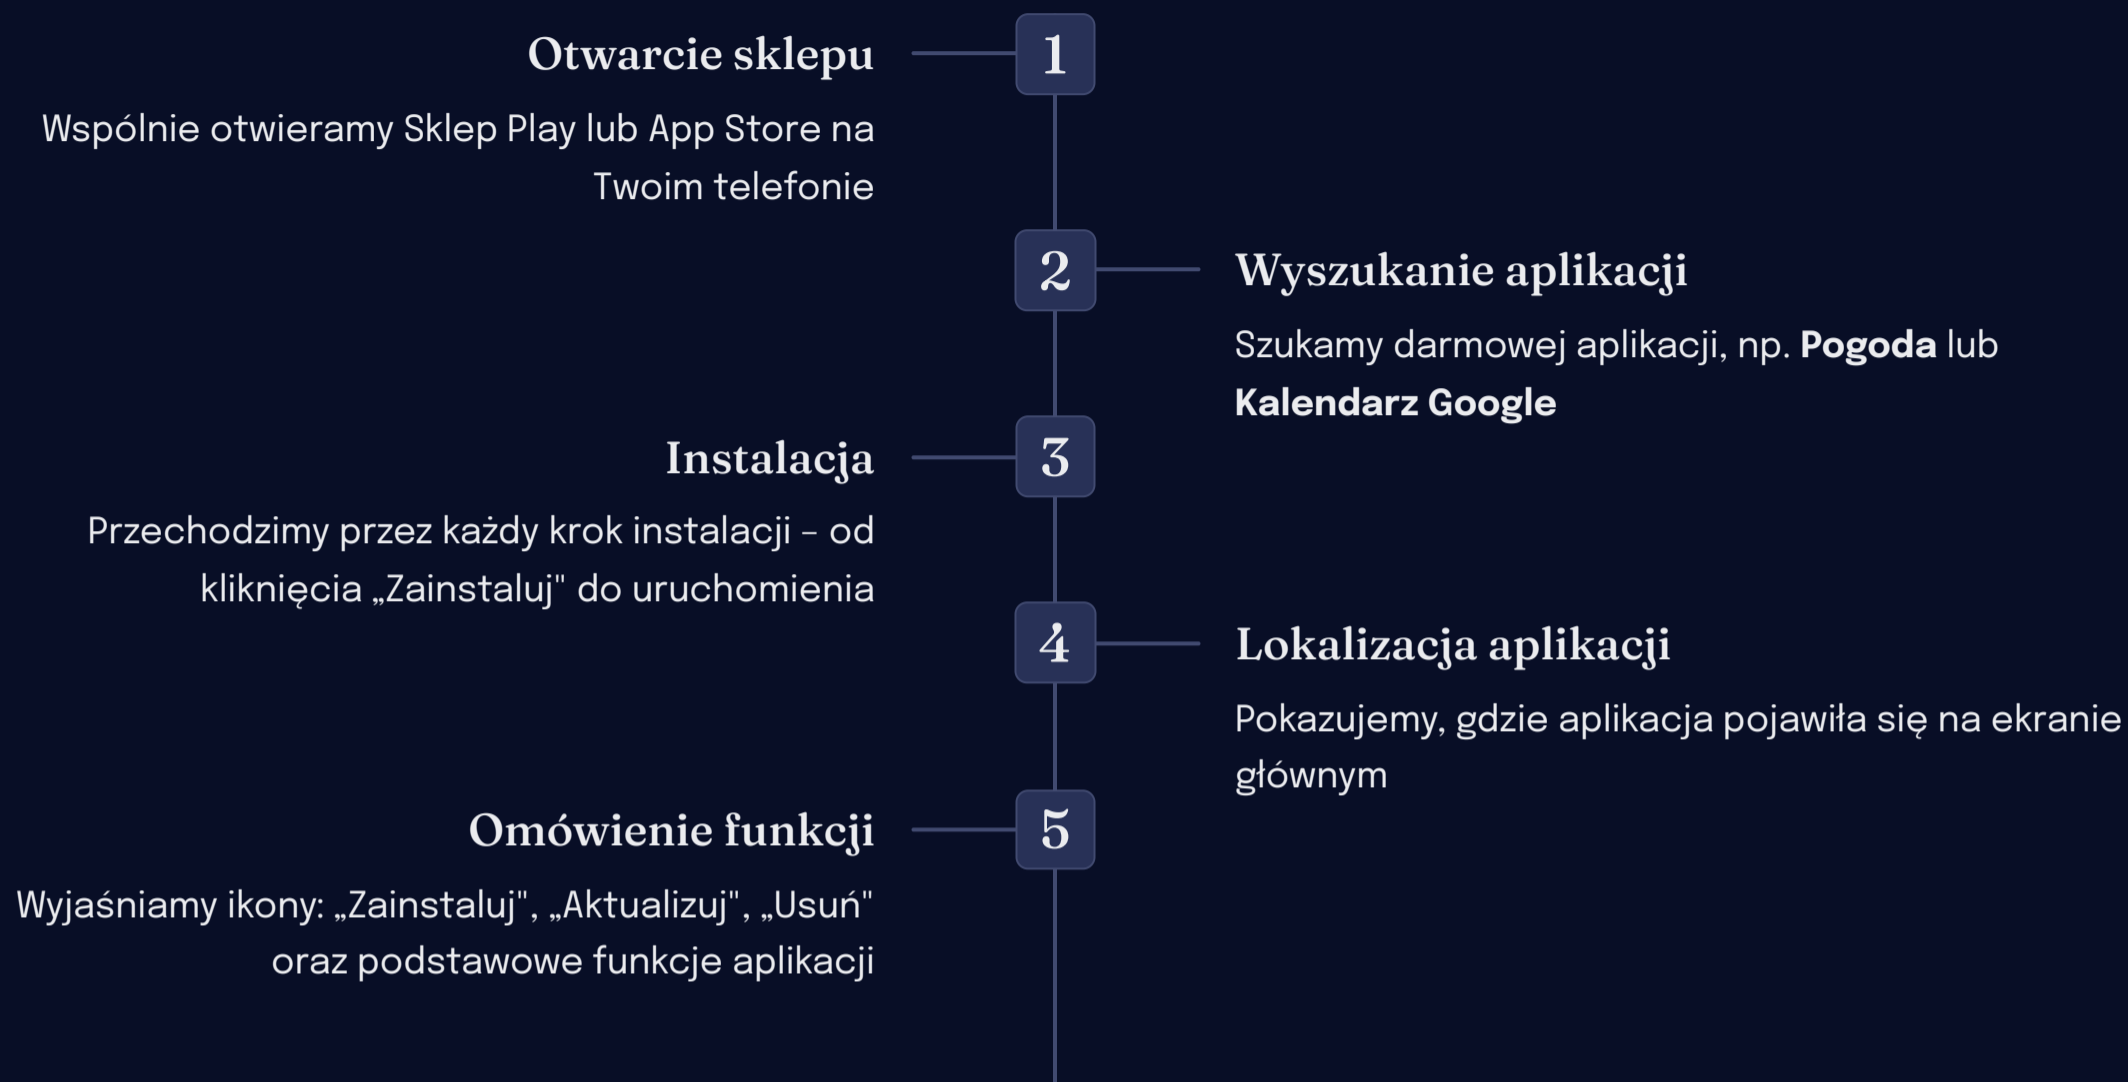 Otwarcie sklepu
1
Wspólnie otwieramy Sklep Play lub App Store na
Twoim telefonie
2
Wyszukanie aplikacji
Szukamy darmowej aplikacji, np. Pogoda lub
Kalendarz Google
Instalacja
3
Przechodzimy przez każdy krok instalacji – od
kliknięcia „Zainstaluj" do uruchomienia
4
Lokalizacja aplikacji
Pokazujemy, gdzie aplikacja pojawiła się na ekranie
głównym
Omówienie funkcji
5
Wyjaśniamy ikony: „Zainstaluj", „Aktualizuj", „Usuń"
oraz podstawowe funkcje aplikacji